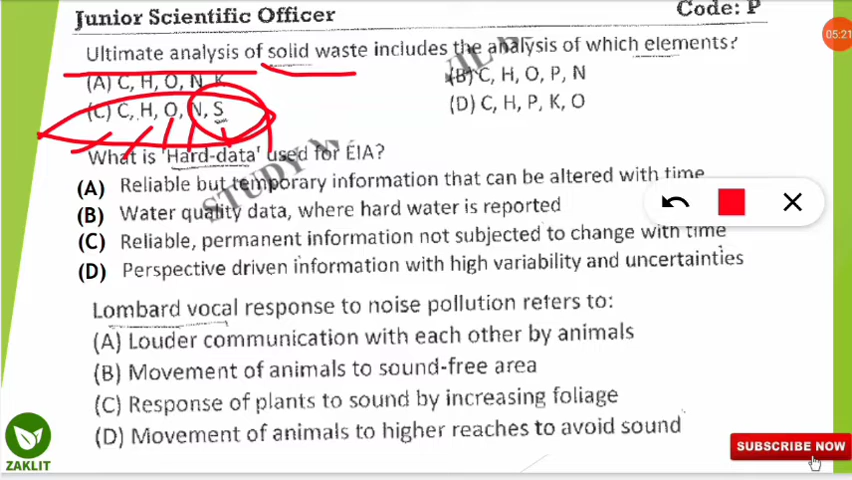 Junior Scientific Officer
Code: P
05:21
Ultimate analysis of solid waste includes the analysis of which elements?
(A) C, H, O, N, K
(B) C, H, O, P, N
(C) C, H, O, N, S
(D) C, H, P, K, O
What is 'Hard-data' used for EIA?
(A) Reliable but temporary information that can be altered with time
(B) Water quality data, where hard water is reported
(C) Reliable, permanent information not subjected to change with time
(D) Perspective driven information with high variability and uncertainties
Lombard vocal response to noise pollution refers to:
(A) Louder communication with each other by animals
(B) Movement of animals to sound-free area
(C) Response of plants to sound by increasing foliage
(D) Movement of animals to higher reaches to avoid sound
STUDY
ZAKLIT
SUBSCRIBE NOW